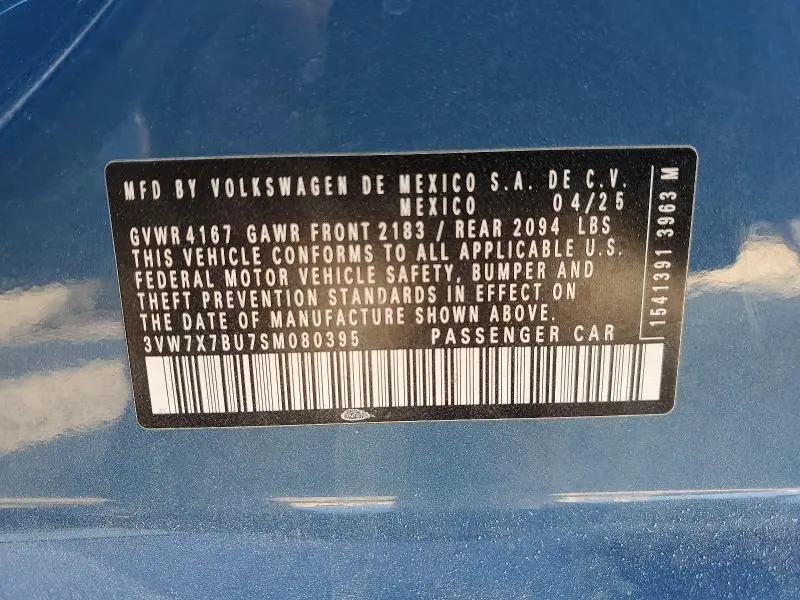 MFD BY VOLKSWAGEN DE MEXICO S.A. DE C.V.
MEXICO 04/25
GVWR 4167 GAWR FRONT 2183 / REAR 2094 LBS
THIS VEHICLE CONFORMS TO ALL APPLICABLE U.S.
FEDERAL MOTOR VEHICLE SAFETY, BUMPER AND
THEFT PREVENTION STANDARDS IN EFFECT ON
THE DATE OF MANUFACTURE SHOWN ABOVE.
3VW7X7BU7SM080395 PASSENGER CAR
1541391 3963 M